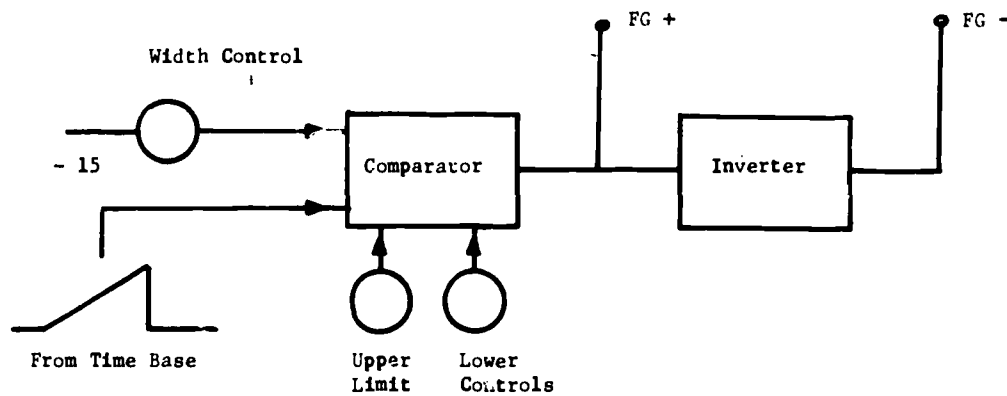 FG +
FG -
Width Control
- 15
Comparator
Inverter
From Time Base
Upper
Limit
Lower
Controls